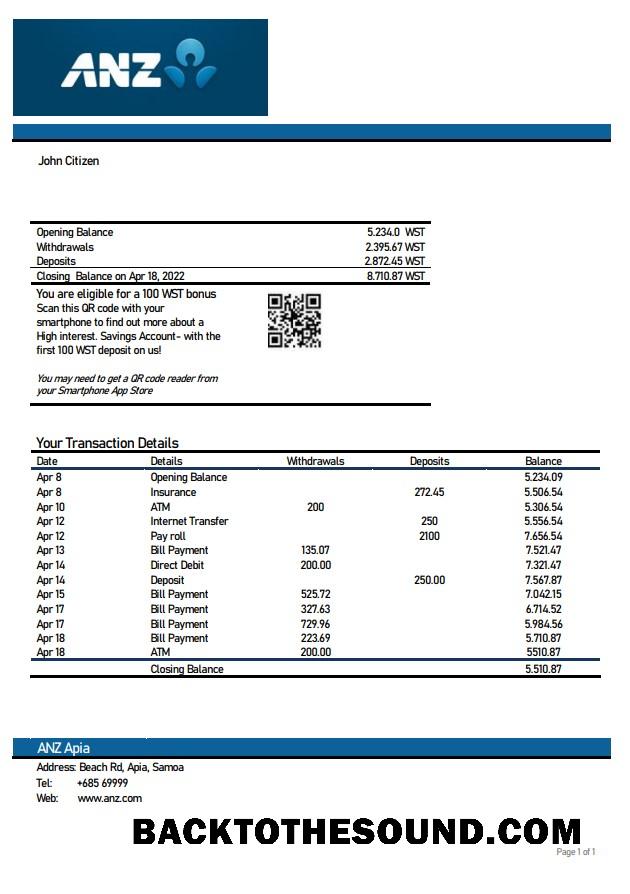 ANZ
John Citizen
Opening Balance 5.234.0 WST
Withdrawals 2.395.67 WST
Deposits 2.872.45 WST
Closing Balance on Apr 18, 2022 8.710.87 WST
You are eligible for a 100 WST bonus
Scan this QR code with your
smartphone to find out more about a
High interest. Savings Account- with the
first 100 WST deposit on us!
You may need to get a QR code reader from
your Smartphone App Store
Your Transaction Details
Date Details Withdrawals Deposits Balance
Apr 8 Opening Balance 5.234.09
Apr 8 Insurance 272.45 5.506.54
Apr 10 ATM 200 5.306.54
Apr 12 Internet Transfer 250 5.556.54
Apr 12 Pay roll 2100 7.656.54
Apr 13 Bill Payment 135.07 7.521.47
Apr 14 Direct Debit 200.00 7.321.47
Apr 14 Deposit 250.00 7.567.87
Apr 15 Bill Payment 525.72 7.042.15
Apr 17 Bill Payment 327.63 6.714.52
Apr 17 Bill Payment 729.96 5.984.56
Apr 18 Bill Payment 223.69 5.710.87
Apr 18 ATM 200.00 5510.87
Closing Balance 5.510.87
ANZ Apia
Address: Beach Rd, Apia, Samoa
Tel: +685 69999
Web: www.anz.com
BACKTOTHESOUND.COM
Page 1 of 1